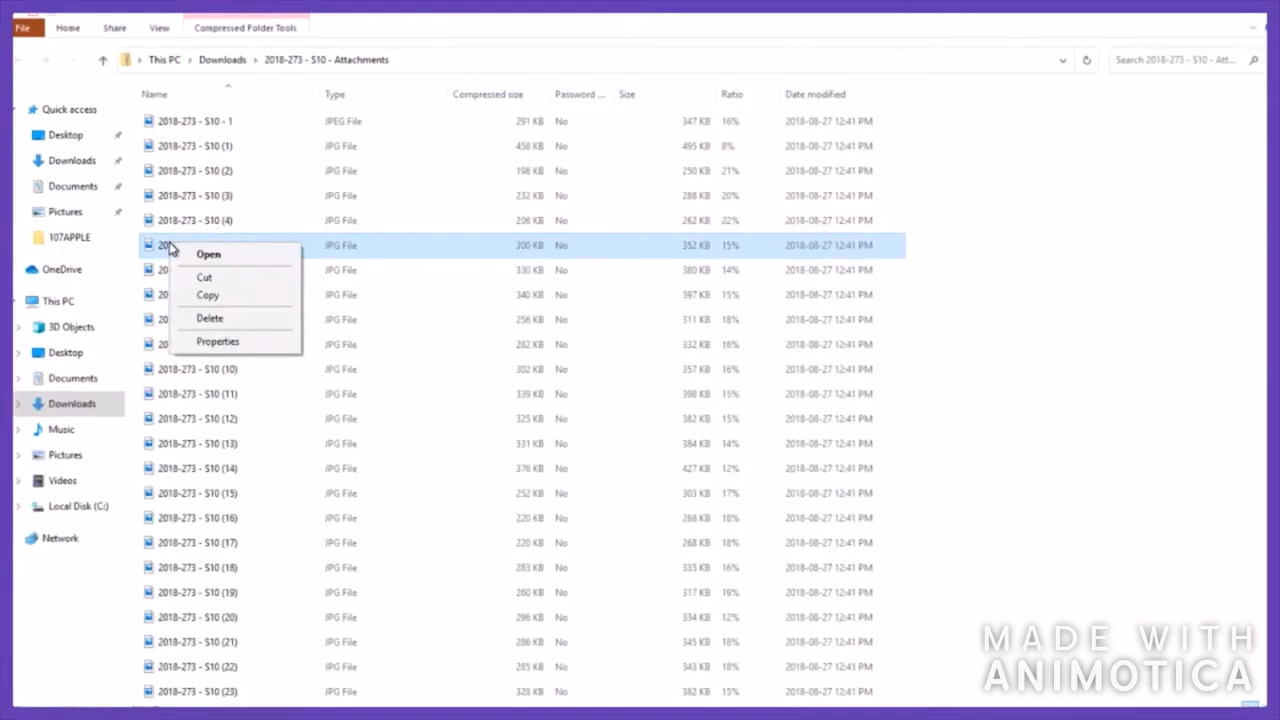 File Home Share View Compressed Folder Tools
This PC > Downloads > 2018-273 - S10 - Attachments
Search 2018-273 - S10 - Att...
Quick access
Desktop
Downloads
Documents
Pictures
107APPLE
OneDrive
This PC
3D Objects
Desktop
Documents
Downloads
Music
Pictures
Videos
Local Disk (C:)
Network
Name Type Compressed size Password ... Size Ratio Date modified
2018-273 - S10 - 1 JPEG File 291 KB No 347 KB 16% 2018-08-27 12:41 PM
2018-273 - S10 (1) JPG File 458 KB No 495 KB 8% 2018-08-27 12:41 PM
2018-273 - S10 (2) JPG File 198 KB No 250 KB 21% 2018-08-27 12:41 PM
2018-273 - S10 (3) JPG File 232 KB No 288 KB 20% 2018-08-27 12:41 PM
2018-273 - S10 (4) JPG File 206 KB No 262 KB 22% 2018-08-27 12:41 PM
20 JPG File 300 KB No 352 KB 15% 2018-08-27 12:41 PM
20 JPG File 330 KB No 380 KB 14% 2018-08-27 12:41 PM
20 JPG File 340 KB No 397 KB 15% 2018-08-27 12:41 PM
20 JPG File 256 KB No 311 KB 18% 2018-08-27 12:41 PM
20 JPG File 282 KB No 332 KB 16% 2018-08-27 12:41 PM
2018-273 - S10 (10) JPG File 302 KB No 357 KB 16% 2018-08-27 12:41 PM
2018-273 - S10 (11) JPG File 339 KB No 398 KB 15% 2018-08-27 12:41 PM
2018-273 - S10 (12) JPG File 325 KB No 382 KB 15% 2018-08-27 12:41 PM
2018-273 - S10 (13) JPG File 331 KB No 384 KB 14% 2018-08-27 12:41 PM
2018-273 - S10 (14) JPG File 376 KB No 427 KB 12% 2018-08-27 12:41 PM
2018-273 - S10 (15) JPG File 252 KB No 303 KB 17% 2018-08-27 12:41 PM
2018-273 - S10 (16) JPG File 220 KB No 268 KB 18% 2018-08-27 12:41 PM
2018-273 - S10 (17) JPG File 220 KB No 268 KB 18% 2018-08-27 12:41 PM
2018-273 - S10 (18) JPG File 283 KB No 335 KB 16% 2018-08-27 12:41 PM
2018-273 - S10 (19) JPG File 260 KB No 317 KB 19% 2018-08-27 12:41 PM
2018-273 - S10 (20) JPG File 296 KB No 334 KB 12% 2018-08-27 12:41 PM
2018-273 - S10 (21) JPG File 286 KB No 345 KB 18% 2018-08-27 12:41 PM
2018-273 - S10 (22) JPG File 285 KB No 343 KB 18% 2018-08-27 12:41 PM
2018-273 - S10 (23) JPG File 328 KB No 382 KB 15% 2018-08-27 12:41 PM
Open
Cut
Copy
Delete
Properties
MADE WITH
ANIMOTICA